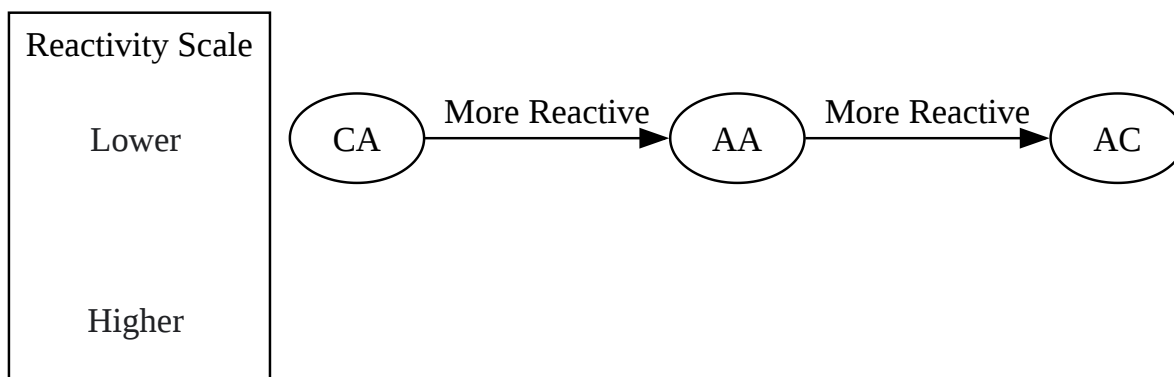 Reactivity Scale
Lower
Higher
CA
More Reactive
AA
More Reactive
AC